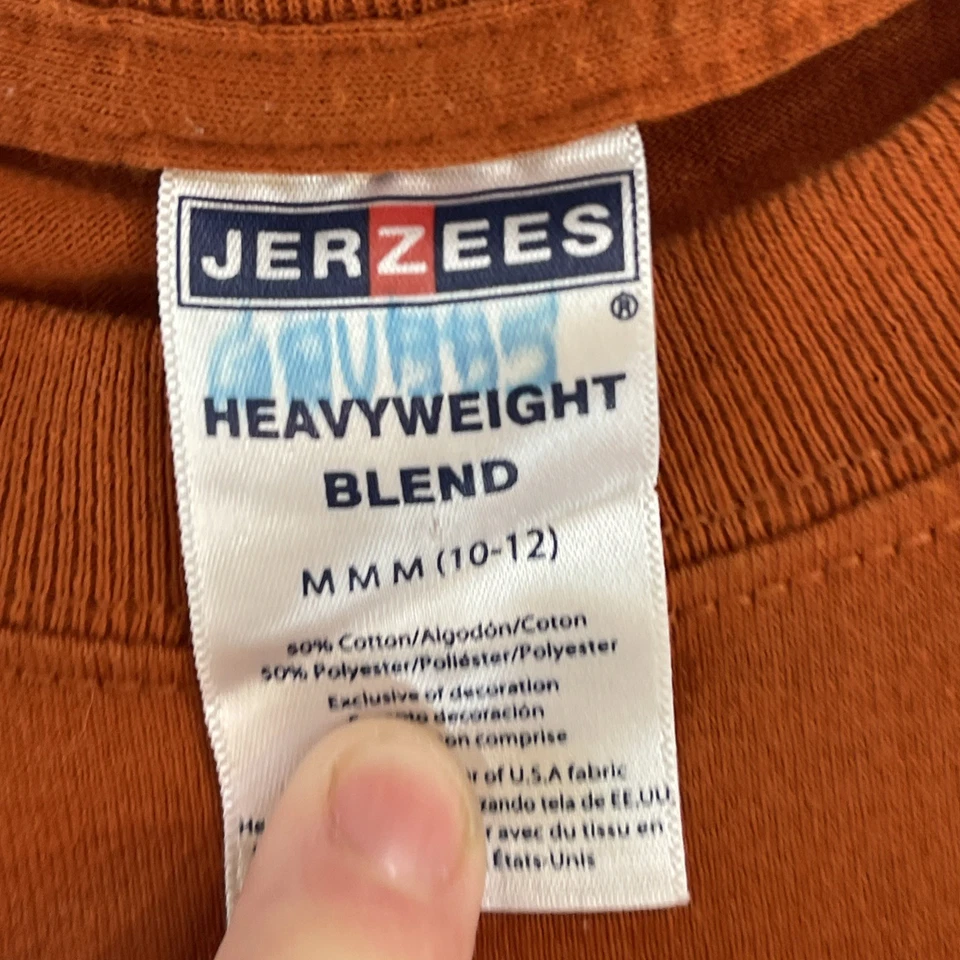 JERZEES
®
HEAVYWEIGHT
BLEND
M M M (10-12)
50% Cotton/Algodón/Coton
50% Polyester/Poliéster/Polyester
Exclusive of decoration
decoración
comprise
of U.S.A fabric
tela de EE.UU
avec du tissu en
États-Unis